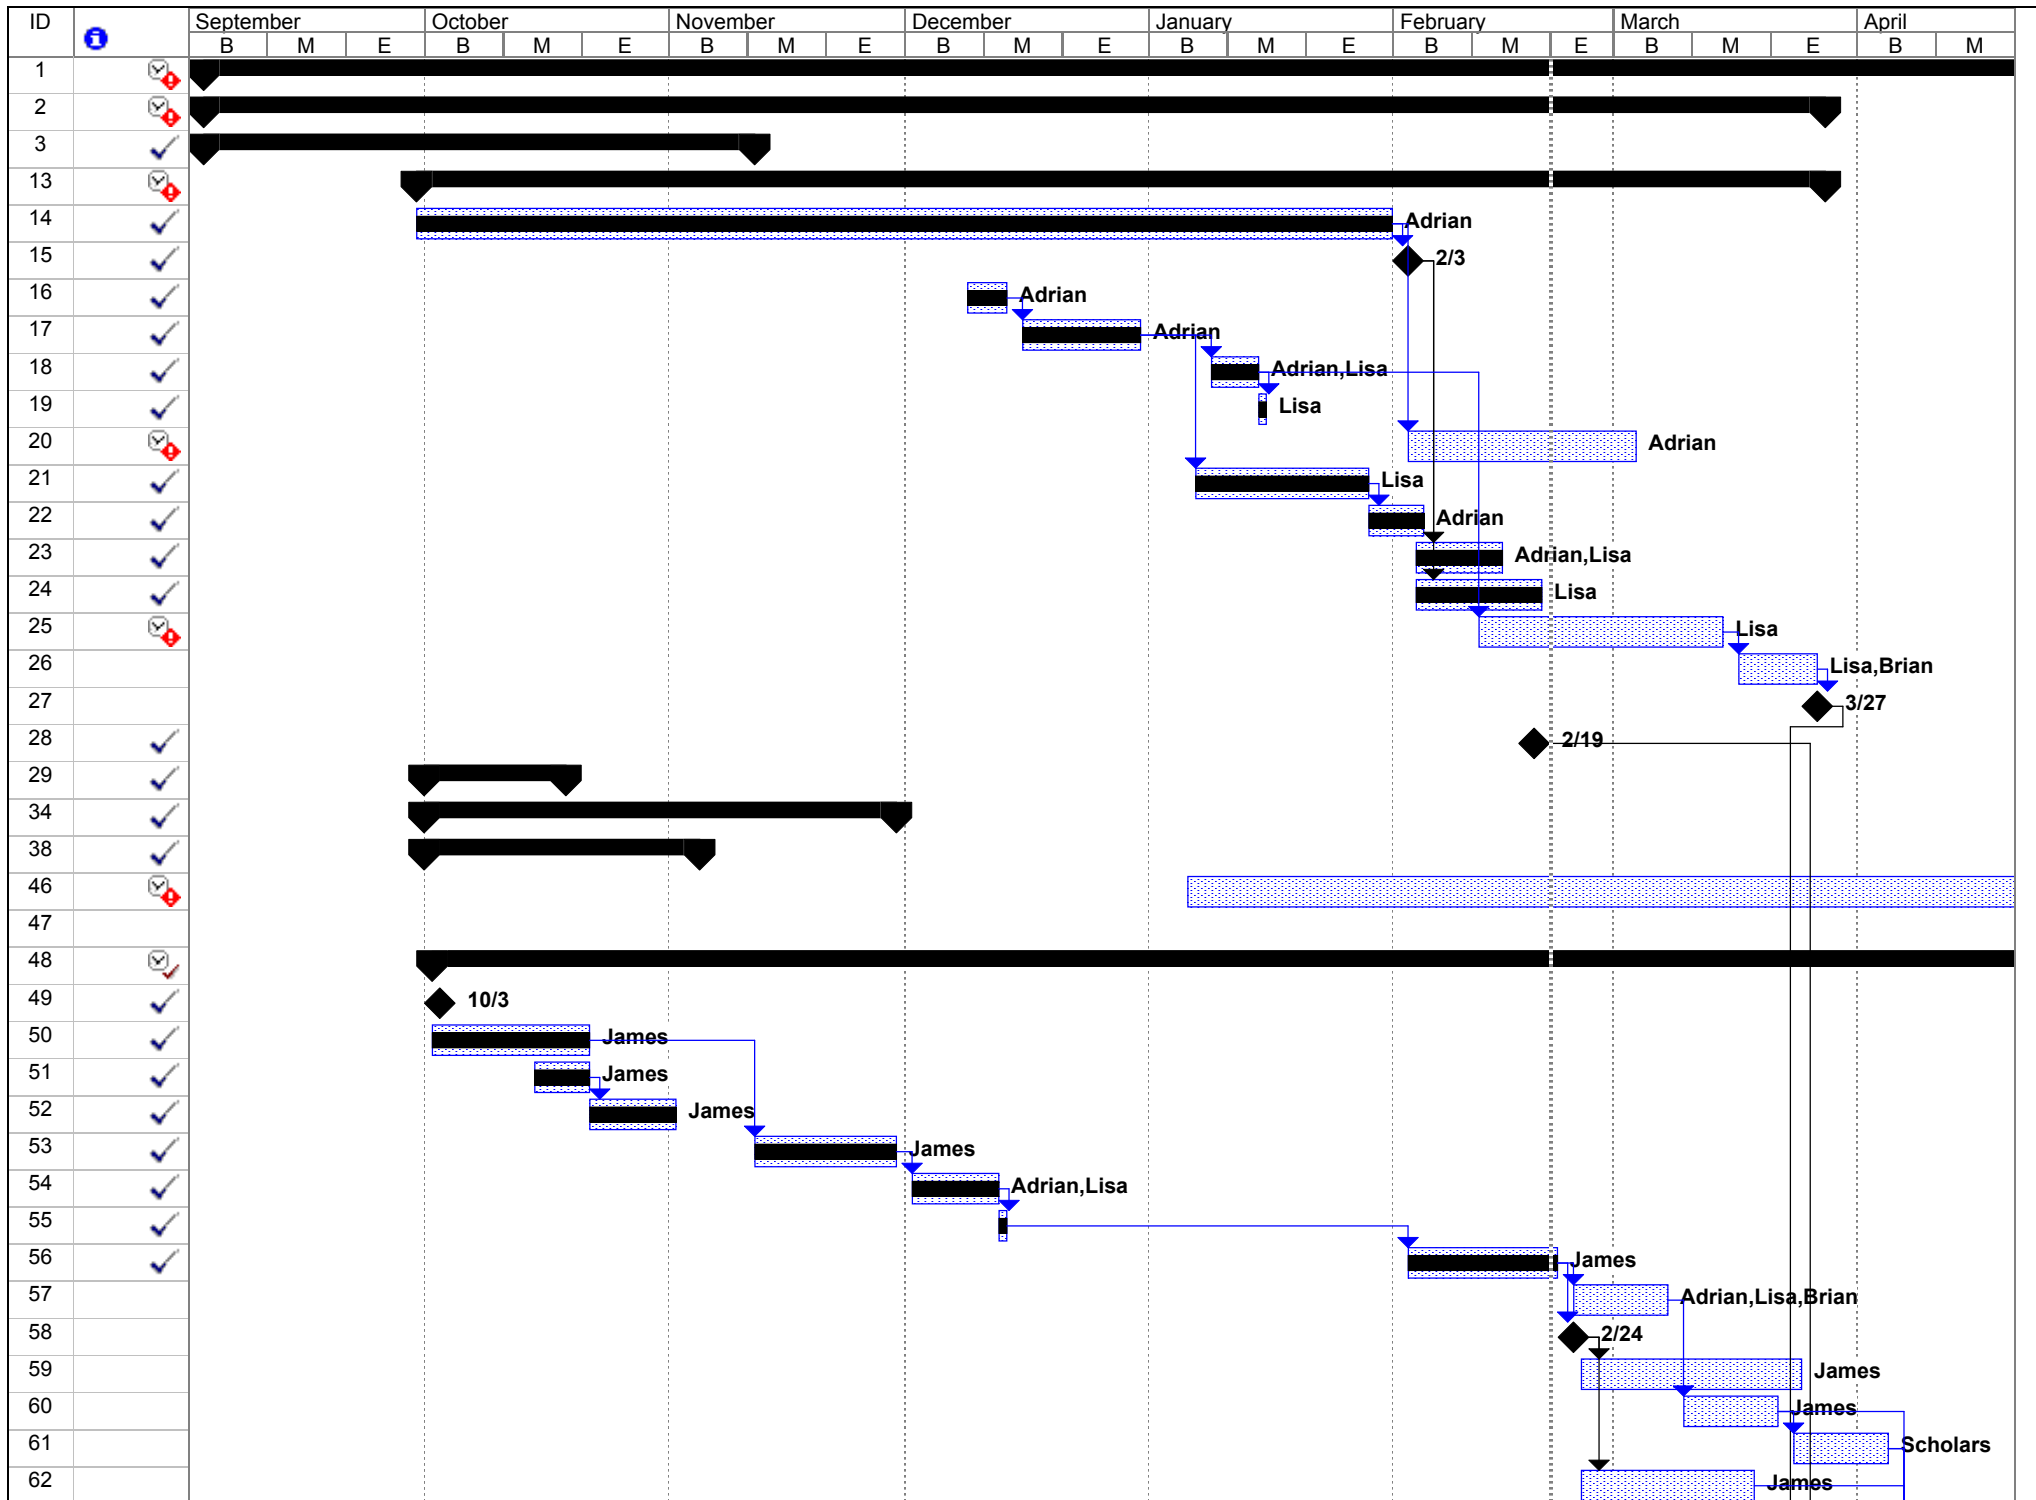 ID September October November December January February March April
B M E B M E B M E B M E B M E B M E B M E B M
1
2
3
13
14 Adrian
15 2/3
16 Adrian
17 Adrian
18 Adrian,Lisa
19 Lisa
20 Adrian
21 Lisa
22 Adrian
23 Adrian,Lisa
24 Lisa
25 Lisa
26 Lisa,Brian
27 3/27
28 2/19
29
34
38
46
47
48
49 10/3
50 James
51 James
52 James
53 James
54 Adrian,Lisa
55
56 James
57 Adrian,Lisa,Brian
58 2/24
59 James
60 James
61 Scholars
62 James